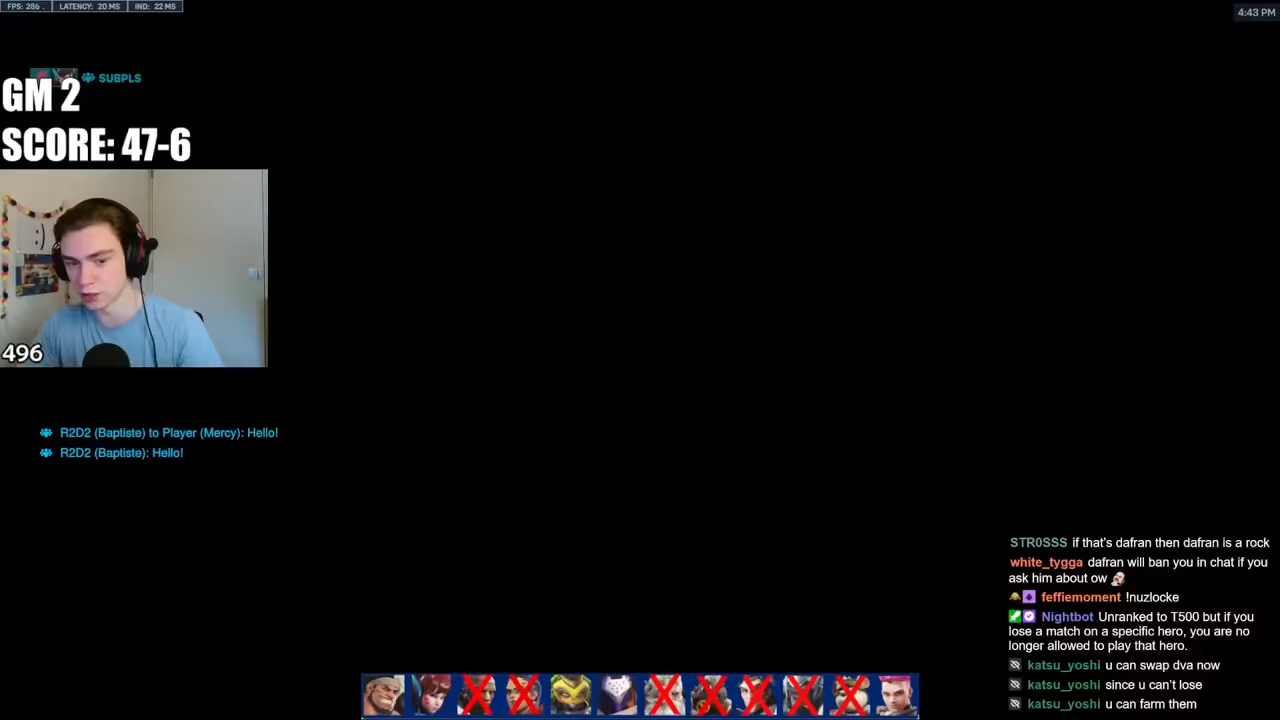 FPS: 286 . LATENCY: 20 MS IND: 22 MS
4:43 PM
SUBPLS
GM 2
SCORE: 47-6
496
R2D2 (Baptiste) to Player (Mercy): Hello!
R2D2 (Baptiste): Hello!
STR0SSS if that's dafran then dafran is a rock
white_tygga dafran will ban you in chat if you
ask him about ow
feffiemoment !nuzlocke
Nightbot Unranked to T500 but if you
lose a match on a specific hero, you are no
longer allowed to play that hero.
katsu_yoshi u can swap dva now
katsu_yoshi since u can't lose
katsu_yoshi u can farm them